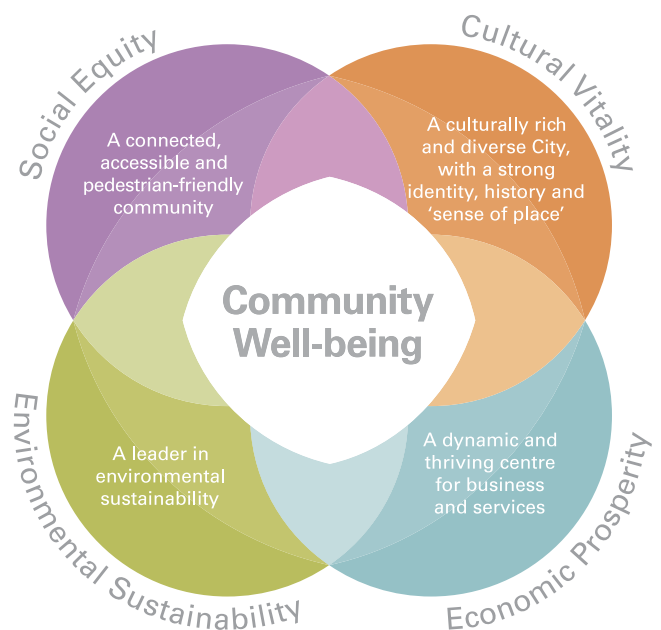 Social Equity
Cultural Vitality
A connected,
accessible and
pedestrian-friendly
community
A culturally rich
and diverse City,
with a strong
identity, history and
‘sense of place’
Community
Well-being
A leader in
environmental
sustainability
A dynamic and
thriving centre
for business
and services
Environmental Sustainability
Economic Prosperity